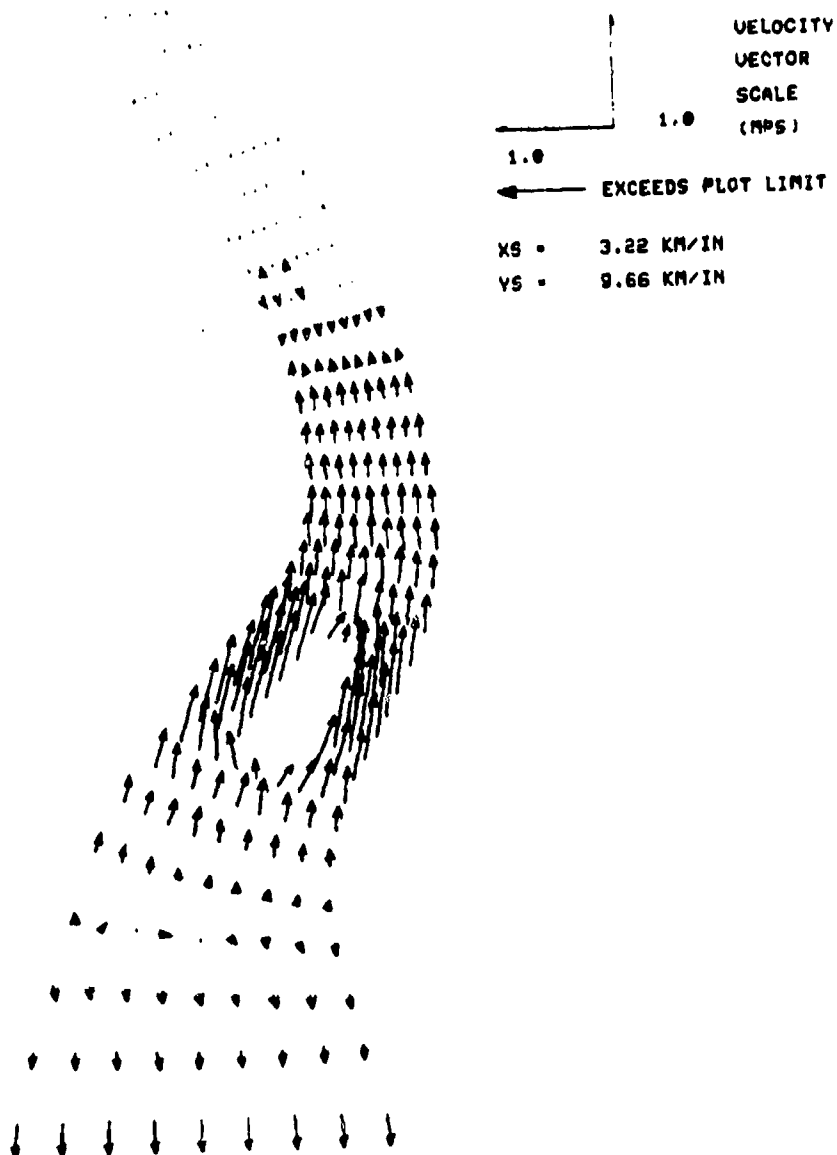 VELOCITY
VECTOR
SCALE
1.0 (MPS)
1.0
EXCEEDS PLOT LIMIT
XS = 3.22 KM/IN
YS = 9.66 KM/IN